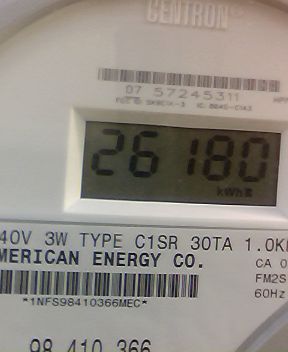 CENTRON
07 57245311
26180
kWh
40V 3W TYPE C1SR 30TA 1.0K
MERICAN ENERGY CO.
CA 0
FM2S
60Hz
*1NFS98410366MEC*
98 410 366